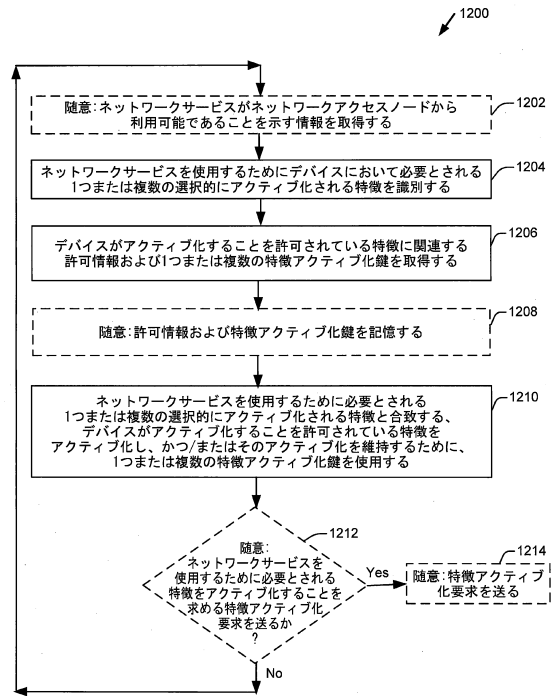 1200
随意:ネットワークサービスがネットワークアクセスノードから
利用可能であることを示す情報を取得する
1202
ネットワークサービスを使用するためにデバイスにおいて必要とされる
1つまたは複数の選択的にアクティブ化される特徴を識別する
1204
デバイスがアクティブ化することを許可されている特徴に関連する
許可情報および1つまたは複数の特徴アクティブ化鍵を取得する
1206
随意:許可情報および特徴アクティブ化鍵を記憶する
1208
ネットワークサービスを使用するために必要とされる
1つまたは複数の選択的にアクティブ化される特徴と合致する、
デバイスがアクティブ化することを許可されている特徴を
アクティブ化し、かつ/またはそのアクティブ化を維持するために、
1つまたは複数の特徴アクティブ化鍵を使用する
1210
随意:
ネットワークサービスを
使用するために必要とされる
特徴をアクティブ化することを
求める特徴アクティブ化
要求を送るか
?
1212
Yes
随意:特徴アクティブ
化要求を送る
1214
No